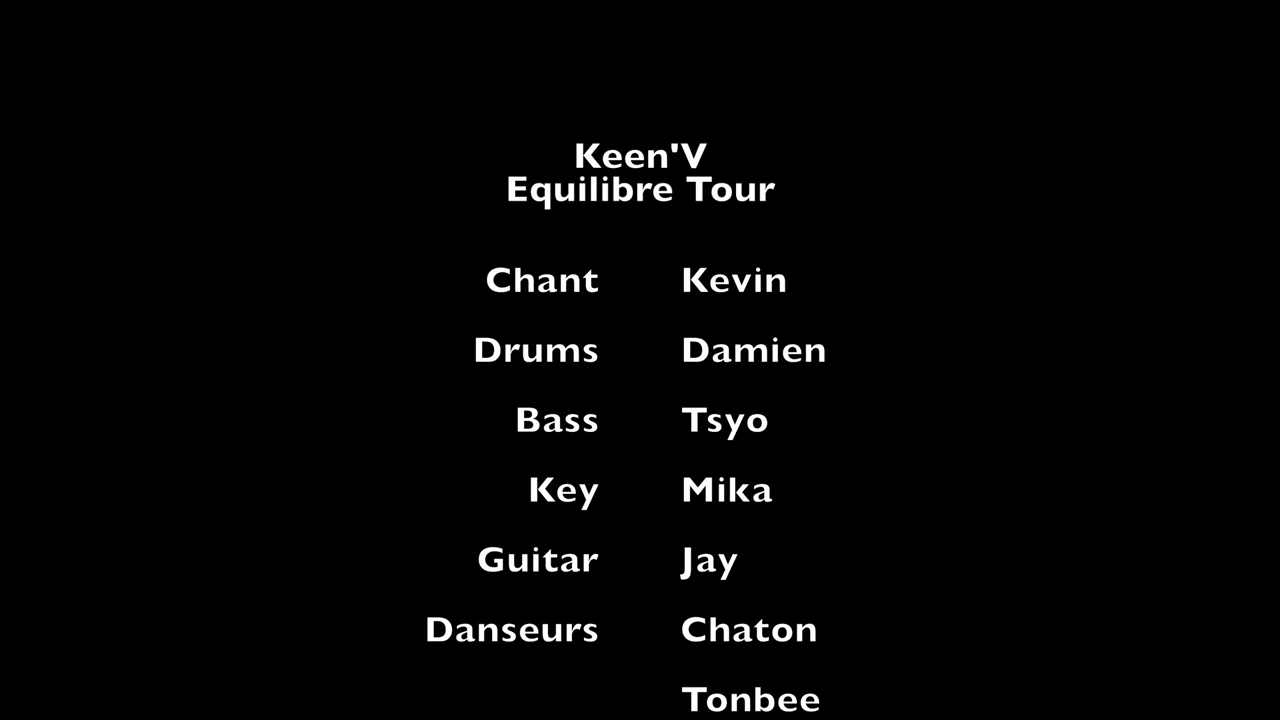 Keen'V
Equilibre Tour
Chant Kevin
Drums Damien
Bass Tsyo
Key Mika
Guitar Jay
Danseurs Chaton
Tonbee